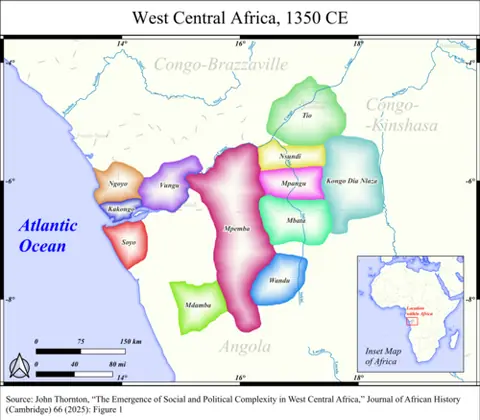 West Central Africa, 1350 CE
14°
16°
18°
-4°
-4°
Congo-Brazzaville
Congo-
-Kinshasa
Tio
Nsundi
-6°
Ngoyo
Vungu
Mpangu
Kongo Dia Nlaza
-6°
Kakongo
Mpemba
Mbata
Atlantic
Ocean
Soyo
Wandu
Mdamba
-8°
-8°
Location
within Africa
Angola
Inset Map
of Africa
0 75 150 km
0 40 80 mi
14°
16°
18°
Source: John Thornton, “The Emergence of Social and Political Complexity in West Central Africa,” Journal of African History
(Cambridge) 66 (2025): Figure 1